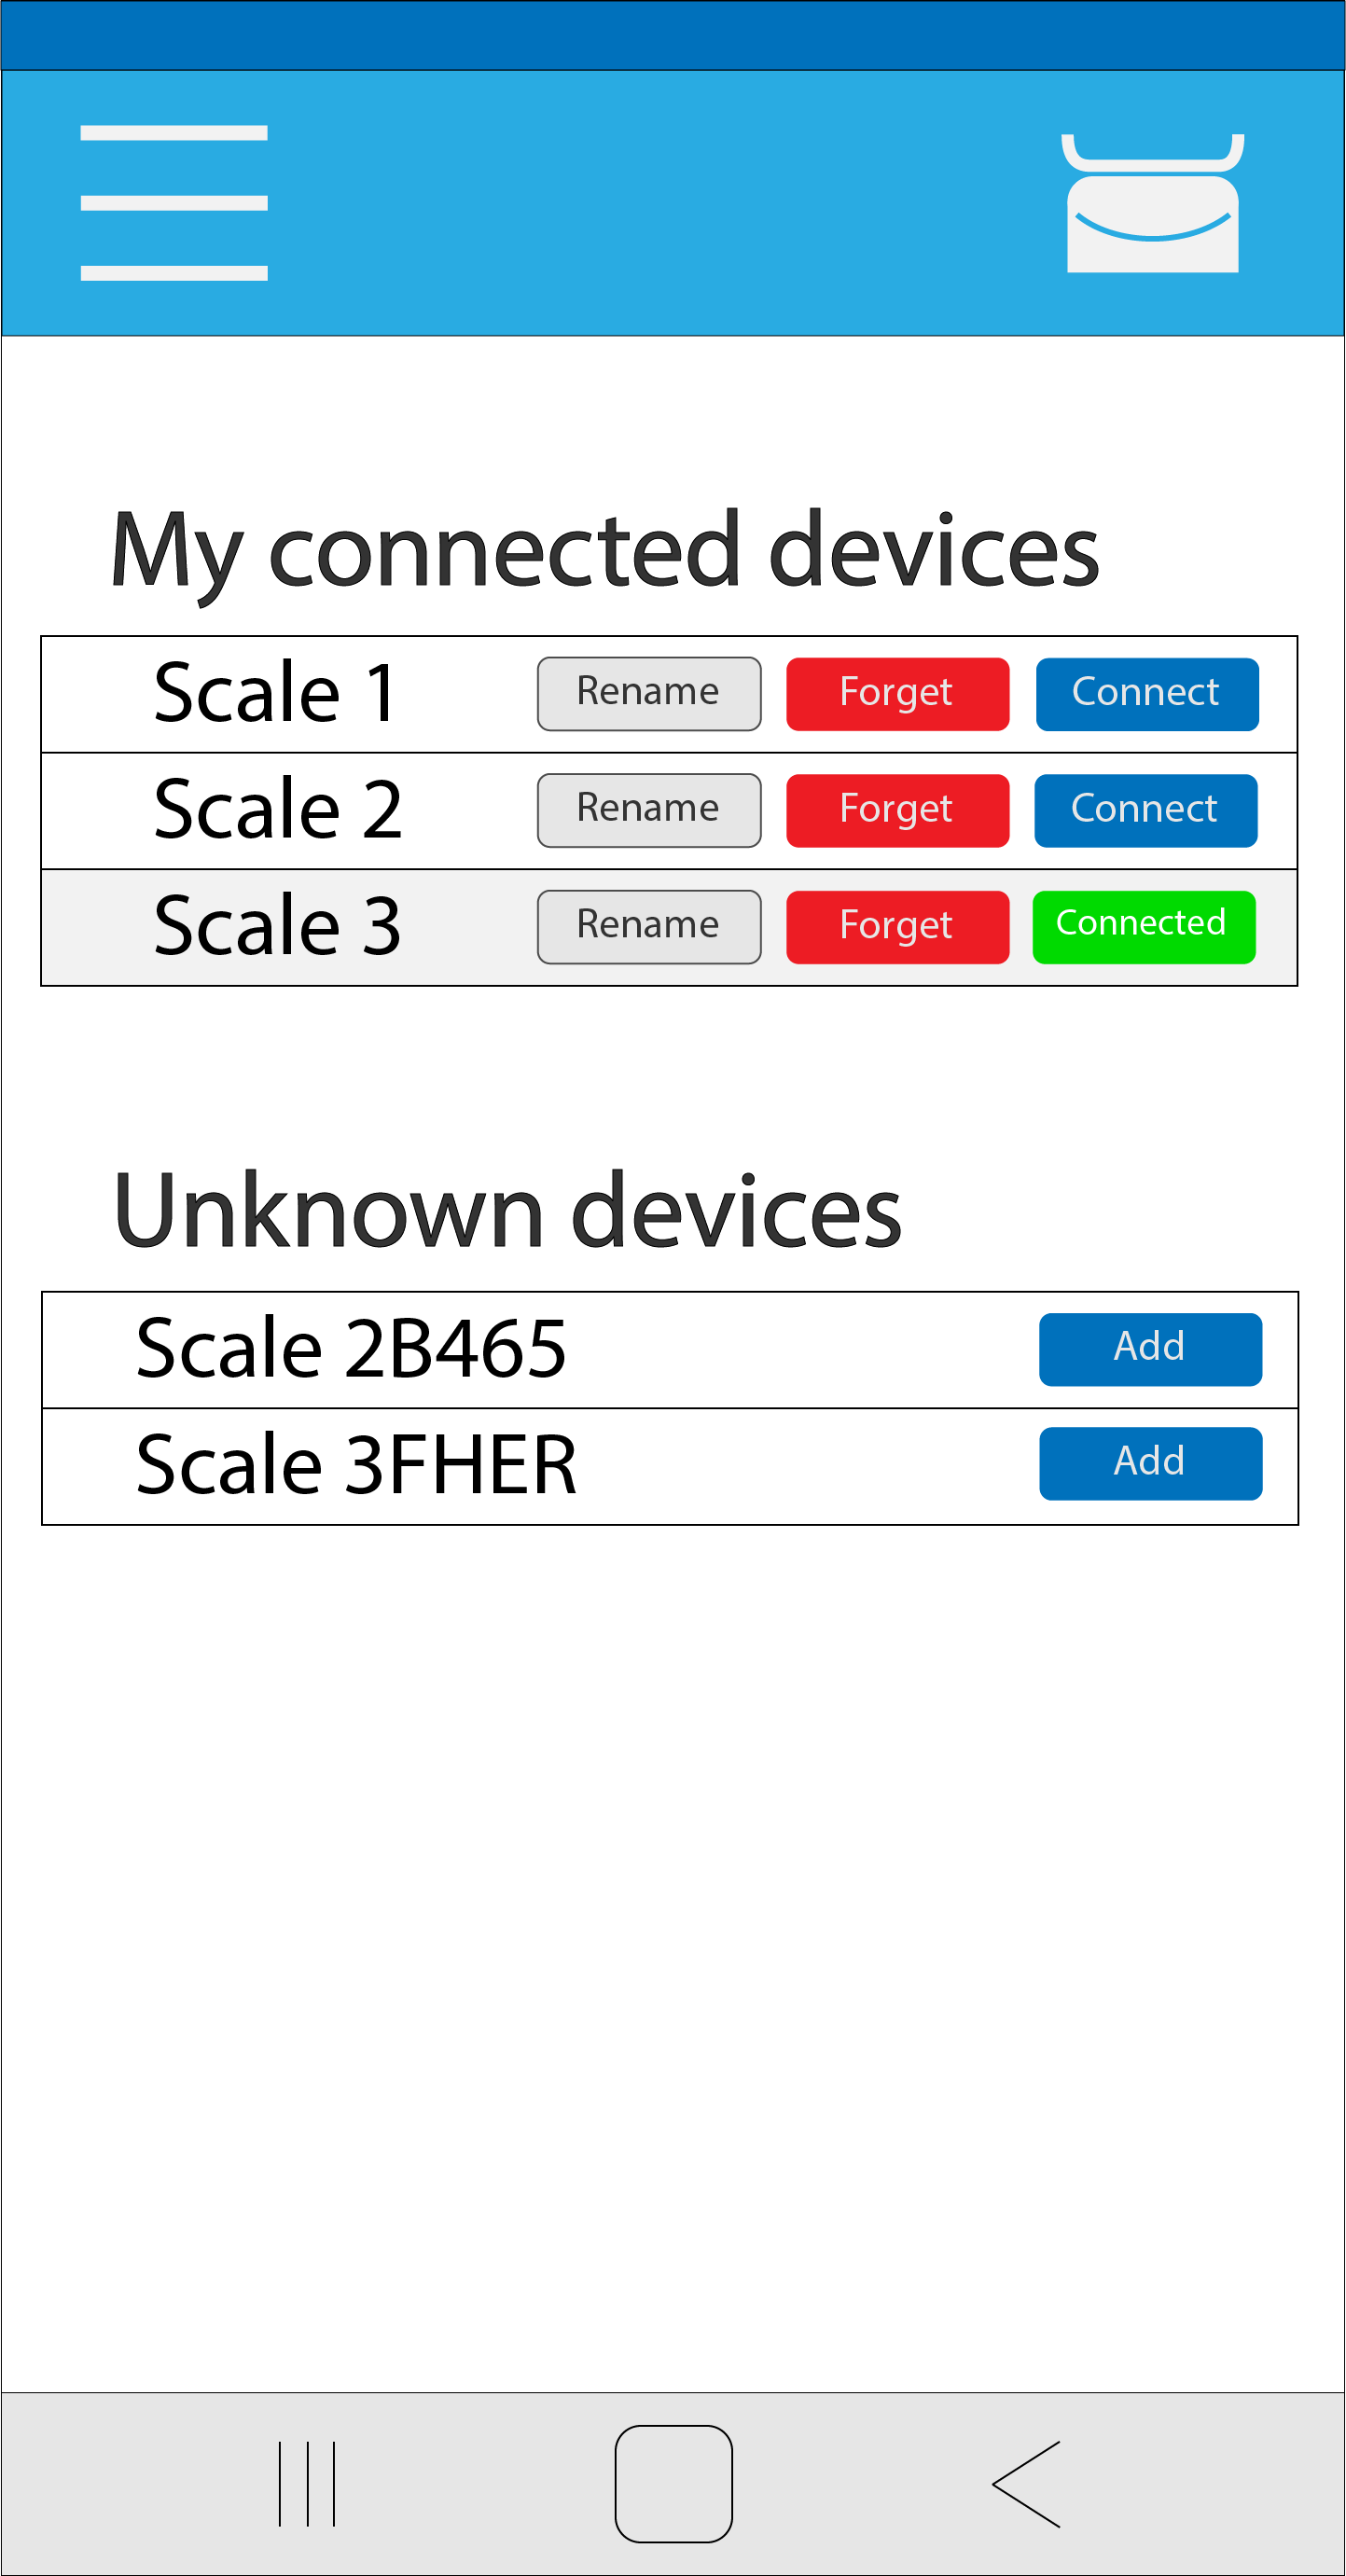 My connected devices
Scale 1 Rename Forget Connect
Scale 2 Rename Forget Connect
Scale 3 Rename Forget Connected
Unknown devices
Scale 2B465 Add
Scale 3FHER Add